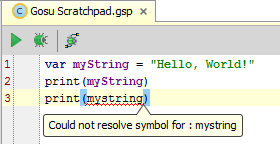 Gosu Scratchpad.gsp
1 var myString = "Hello, World!"
2 print(myString)
3 print(mystring)
Could not resolve symbol for : mystring